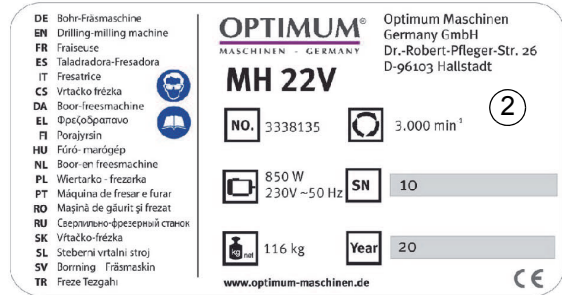 DE Bohr-Fräsmaschine
EN Drilling-milling machine
FR Fraiseuse
ES Taladradora-Fresadora
IT Fresatrice
CS Vrtačko frézka
DA Boor-freesmachine
EL Φρεζοδραπανο
FI Porajyrsin
HU Fúró- marógép
NL Boor-en freesmachine
PL Wiertarko - frezarka
PT Máquina de fresar e furar
RO Maşină de găurit şi frezat
RU Сверлильно-фрезерный станок
SK Vŕtačko-frézka
SL Steberni vrtalni stroj
SV Borrning Fräsmaskin
TR Freze Tezgahı
OPTIMUM®
MASCHINEN - GERMANY
Optimum Maschinen
Germany GmbH
Dr.-Robert-Pfleger-Str. 26
D-96103 Hallstadt
MH 22V
2
NO. 3338135
3.000 min⁻¹
850 W
230V ~50 Hz
SN 10
kg net 116 kg
Year 20
www.optimum-maschinen.de
CE